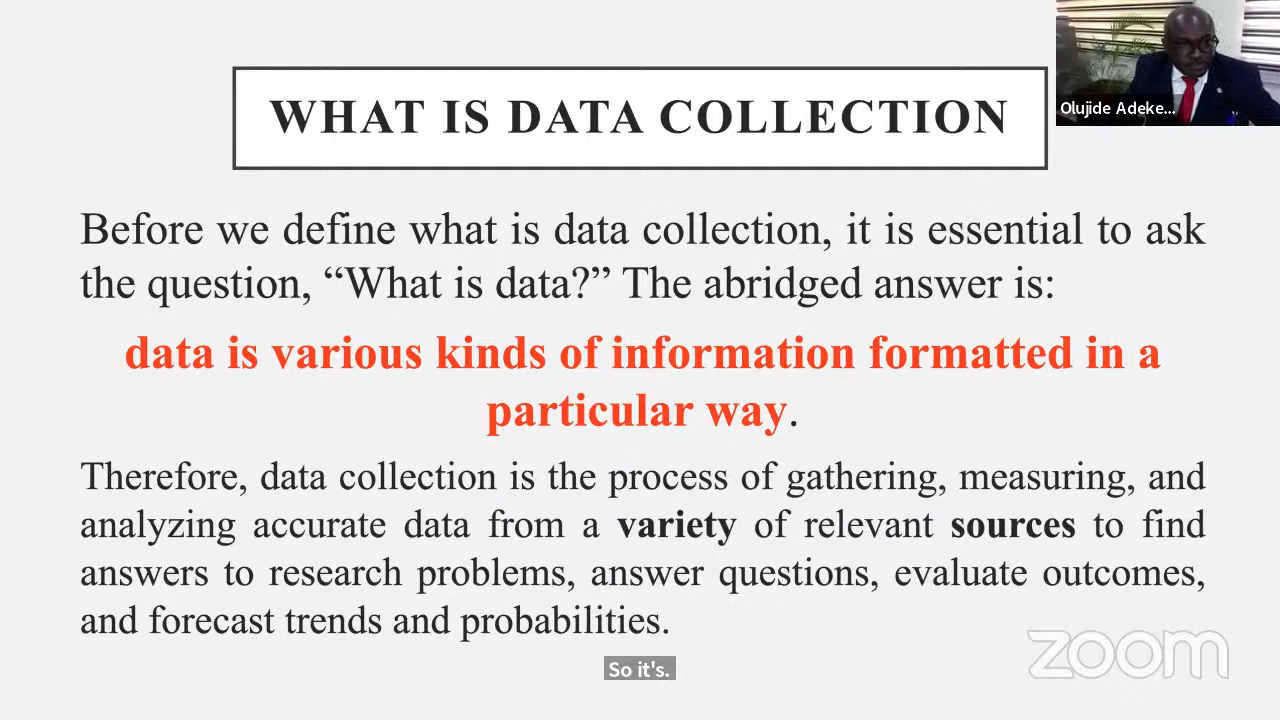 WHAT IS DATA COLLECTION
Olujide Adeke...
Before we define what is data collection, it is essential to ask
the question, “What is data?” The abridged answer is:
data is various kinds of information formatted in a
particular way.
Therefore, data collection is the process of gathering, measuring, and
analyzing accurate data from a variety of relevant sources to find
answers to research problems, answer questions, evaluate outcomes,
and forecast trends and probabilities.
zoom
So it's.